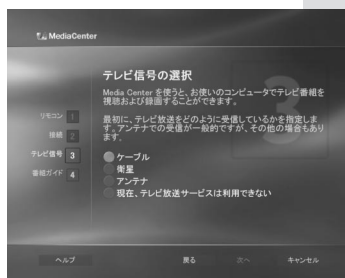 MediaCenter
テレビ信号の選択
Media Center を使うと、お使いのコンピュータでテレビ番組を
視聴および録画することができます。
最初に、テレビ放送をどのように受信しているかを指定しま
す。アンテナでの受信が一般的ですが、その他の場合もあり
ます。
リモコン 1
接続 2
テレビ信号 3
番組ガイド 4
3
ケーブル
衛星
アンテナ
現在、テレビ放送サービスは利用できない
ヘルプ 戻る 次へ キャンセル